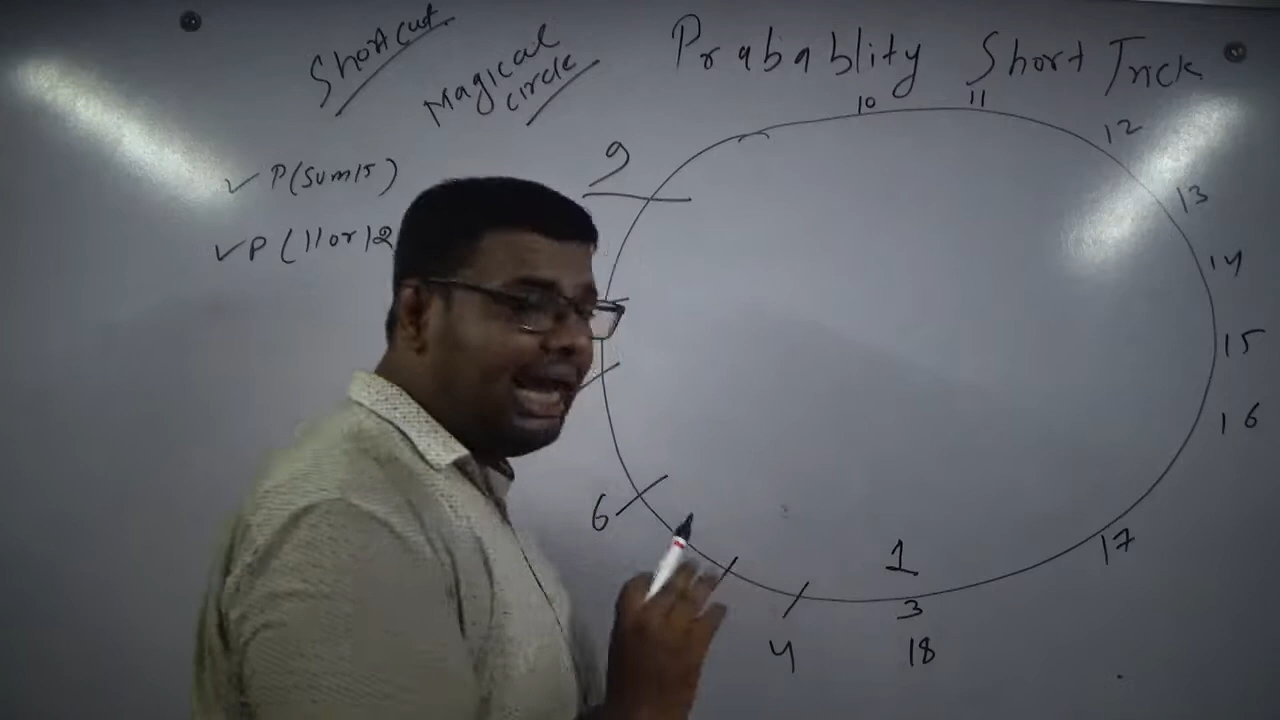 Shortcut
Magical
circle
Prabablity Short Trick
P(Sum15)
P(11or12
9
10
11
12
13
14
15
16
17
1
3
18
4
6